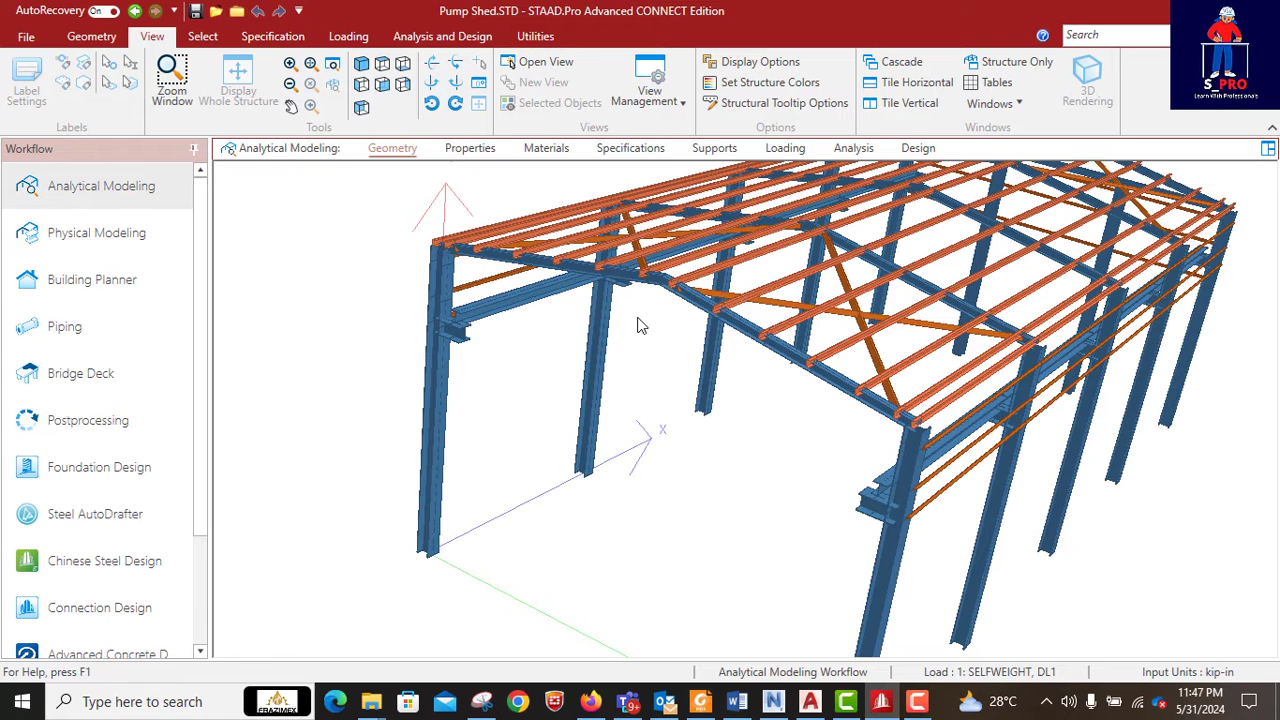 AutoRecovery On
Pump Shed.STD - STAAD.Pro Advanced CONNECT Edition
File Geometry View Select Specification Loading Analysis and Design Utilities
Search
S_PRO
Learn With Professionals
Label Settings
Labels
Zoom Window
Display Whole Structure
Tools
Open View
New View
Selected Objects
View Management
Views
Display Options
Set Structure Colors
Structural Tooltip Options
Options
Cascade
Tile Horizontal
Tile Vertical
Structure Only
Tables
Windows
Windows
3D Rendering
Workflow
Analytical Modeling: Geometry Properties Materials Specifications Supports Loading Analysis Design
Analytical Modeling
Physical Modeling
Building Planner
Piping
Bridge Deck
Postprocessing
Foundation Design
Steel AutoDrafter
Chinese Steel Design
Connection Design
Advanced Concrete D
X
For Help, press F1
Analytical Modeling Workflow
Load : 1: SELFWEIGHT, DL1
Input Units : kip-in
Type here to search
FRAZIMEX
28°C
11:47 PM
5/31/2024